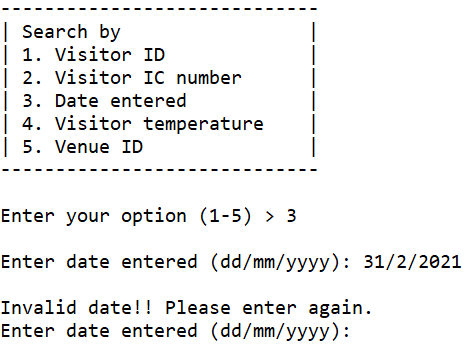 -----------------------------
| Search by                 |
| 1. Visitor ID             |
| 2. Visitor IC number      |
| 3. Date entered           |
| 4. Visitor temperature    |
| 5. Venue ID               |
-----------------------------
Enter your option (1-5) > 3
Enter date entered (dd/mm/yyyy): 31/2/2021
Invalid date!! Please enter again.
Enter date entered (dd/mm/yyyy):